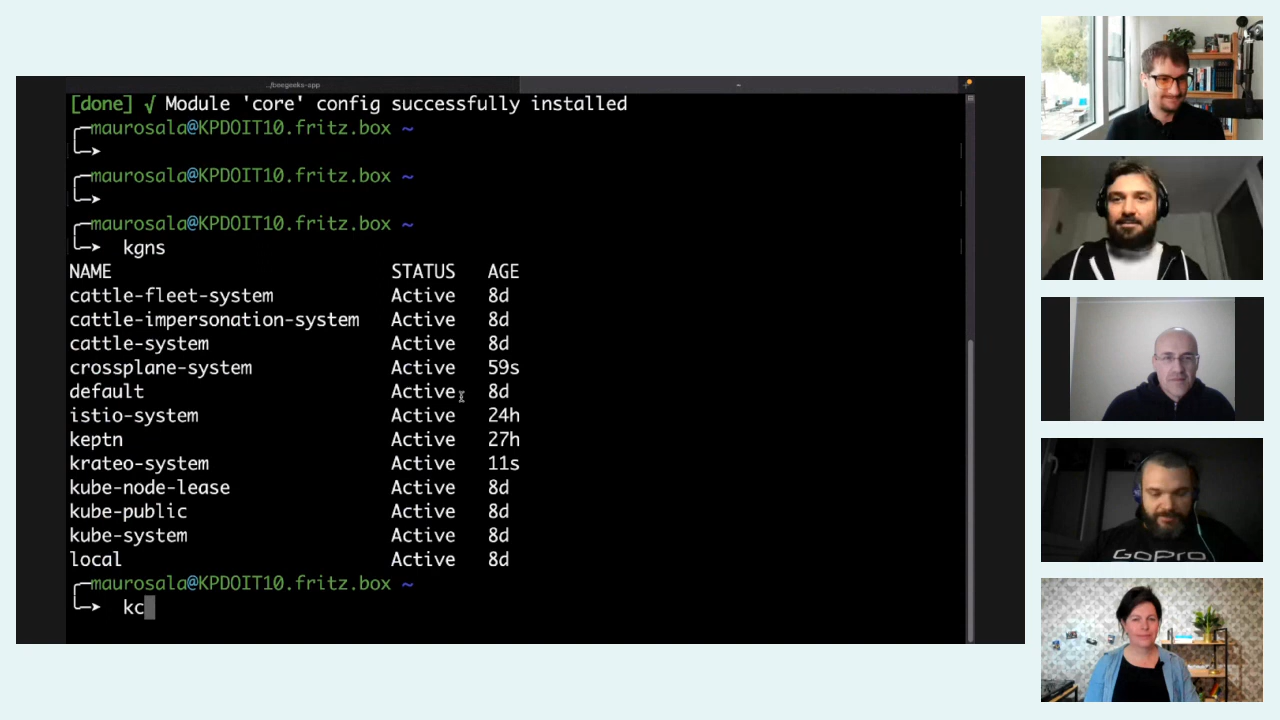 ../beegeeks-app
~
[done] √ Module 'core' config successfully installed
maurosala@KPDOIT10.fritz.box ~
maurosala@KPDOIT10.fritz.box ~
maurosala@KPDOIT10.fritz.box ~
kgns
NAME STATUS AGE
cattle-fleet-system Active 8d
cattle-impersonation-system Active 8d
cattle-system Active 8d
crossplane-system Active 59s
default Active 8d
istio-system Active 24h
keptn Active 27h
krateo-system Active 11s
kube-node-lease Active 8d
kube-public Active 8d
kube-system Active 8d
local Active 8d
maurosala@KPDOIT10.fritz.box ~
kc
GoPro